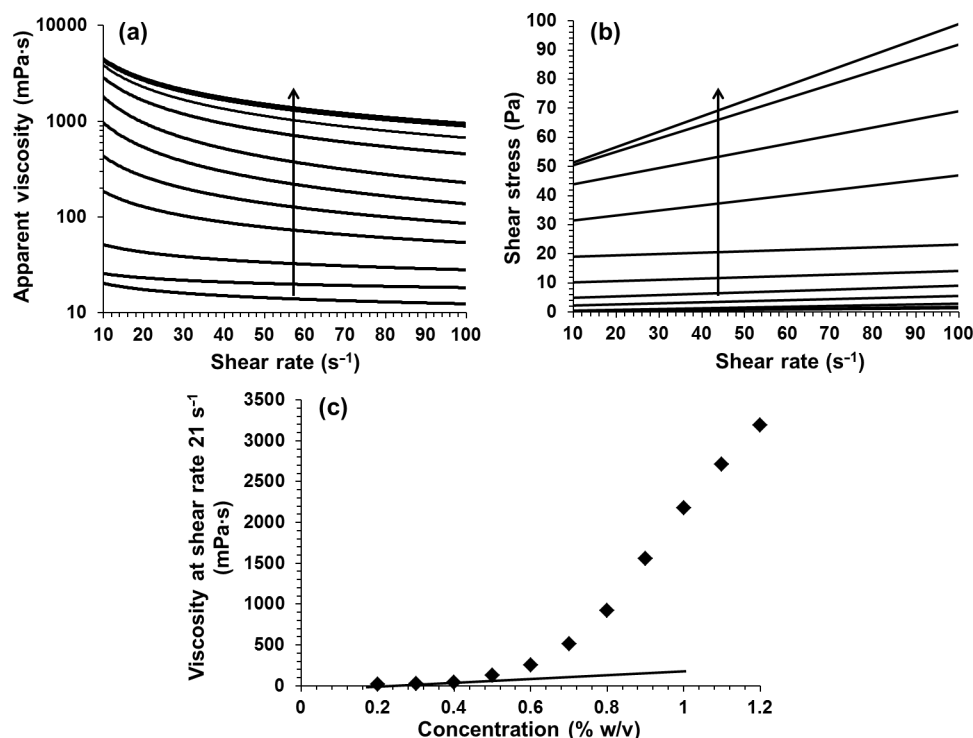 (a)
Apparent viscosity (mPa·s)
10000
1000
100
10
10 20 30 40 50 60 70 80 90 100
Shear rate (s⁻¹)
(b)
Shear stress (Pa)
100
90
80
70
60
50
40
30
20
10
0
10 20 30 40 50 60 70 80 90 100
Shear rate (s⁻¹)
(c)
Viscosity at shear rate 21 s⁻¹
(mPa·s)
3500
3000
2500
2000
1500
1000
500
0
0 0.2 0.4 0.6 0.8 1 1.2
Concentration (% w/v)